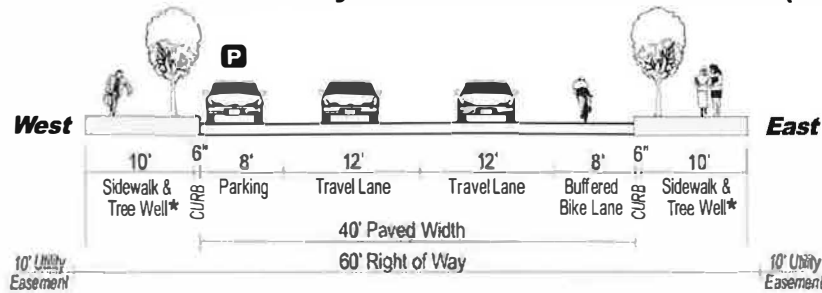 P
West
East
10' 6" 8' 12' 12' 8' 6" 10'
Sidewalk & Tree Well* CURB Parking Travel Lane Travel Lane Buffered Bike Lane CURB Sidewalk & Tree Well*
40' Paved Width
10' Utility Easement 60' Right of Way 10' Utility Easement